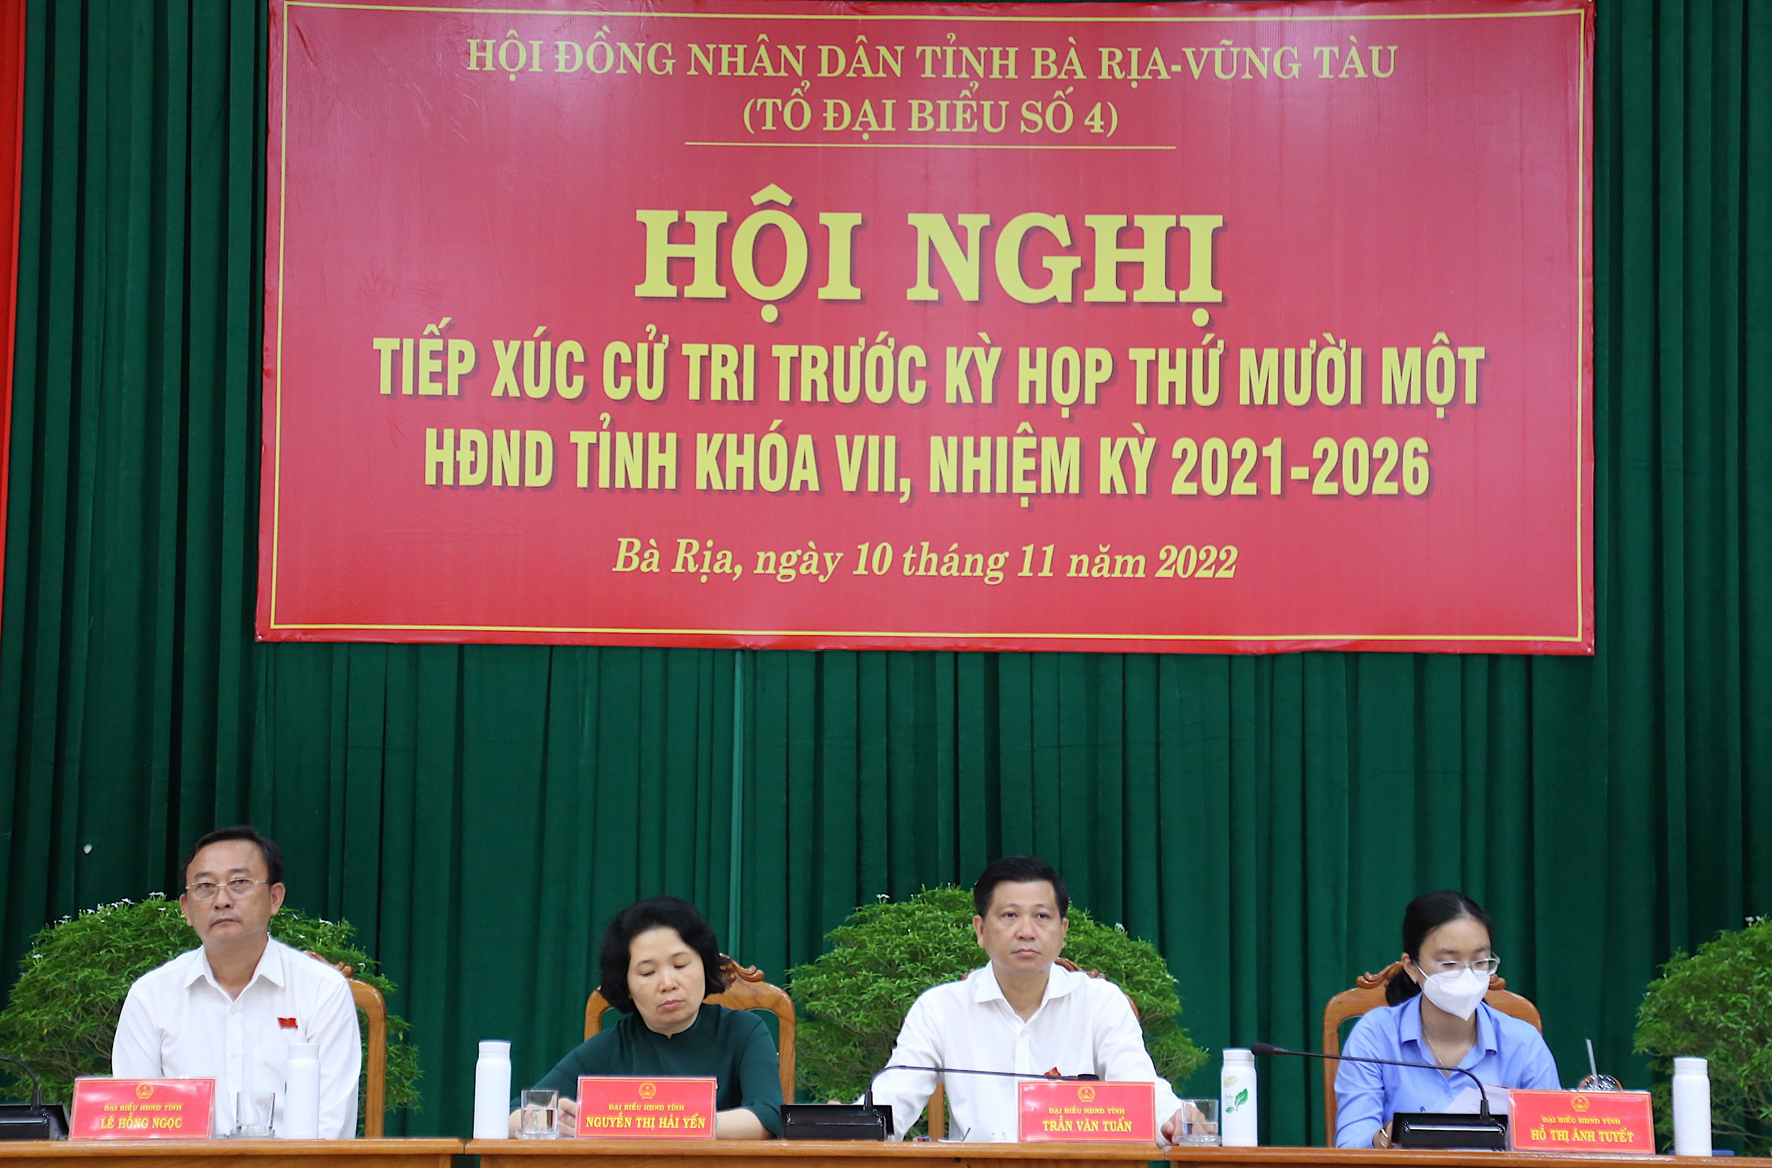 HỘI ĐỒNG NHÂN DÂN TỈNH BÀ RỊA-VŨNG TÀU
(TỔ ĐẠI BIỂU SỐ 4)
HỘI NGHỊ
TIẾP XÚC CỬ TRI TRƯỚC KỲ HỌP THỨ MƯỜI MỘT
HĐND TỈNH KHÓA VII, NHIỆM KỲ 2021-2026
Bà Rịa, ngày 10 tháng 11 năm 2022
ĐẠI BIỂU HĐND TỈNH
LÊ HỒNG NGỌC
ĐẠI BIỂU HĐND TỈNH
NGUYỄN THỊ HẢI YẾN
ĐẠI BIỂU HĐND TỈNH
TRẦN VĂN TUẤN
ĐẠI BIỂU HĐND TỈNH
HỒ THỊ ÁNH TUYẾT